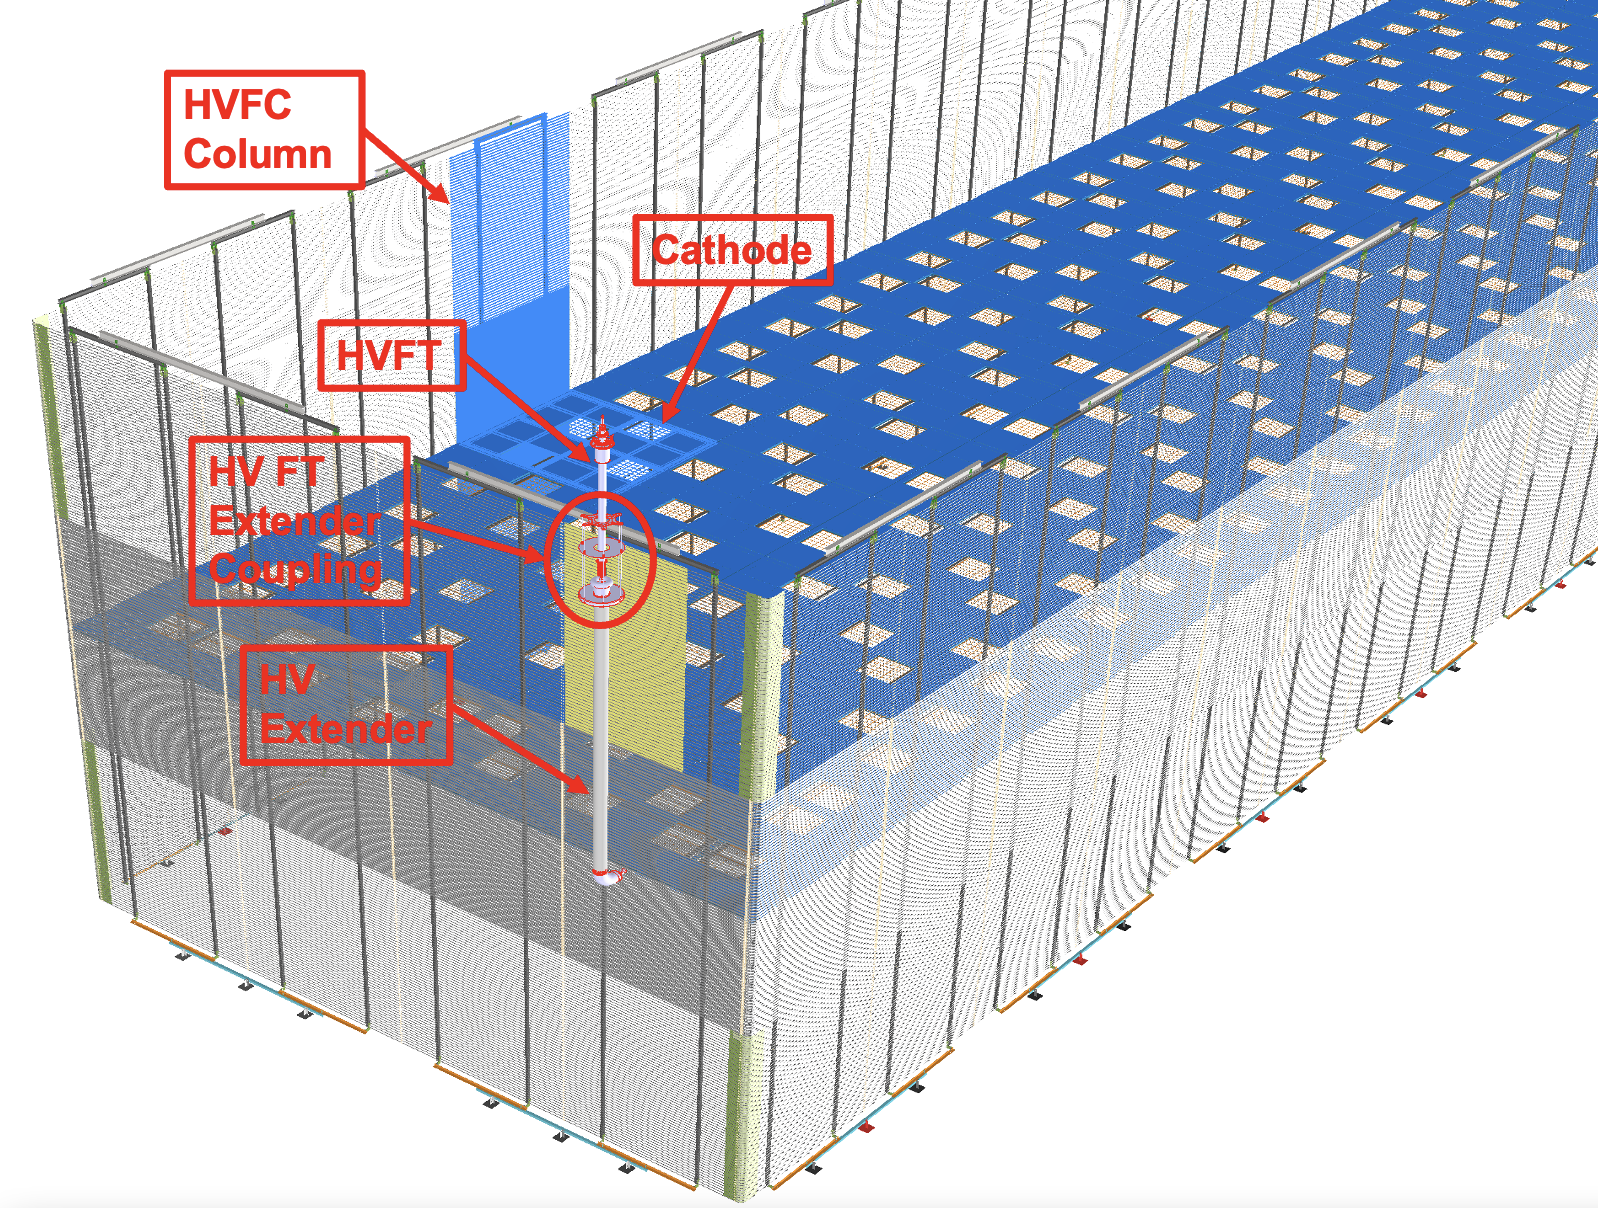 HVFC
Column
Cathode
HVFT
HV FT
Extender
Coupling
HV
Extender